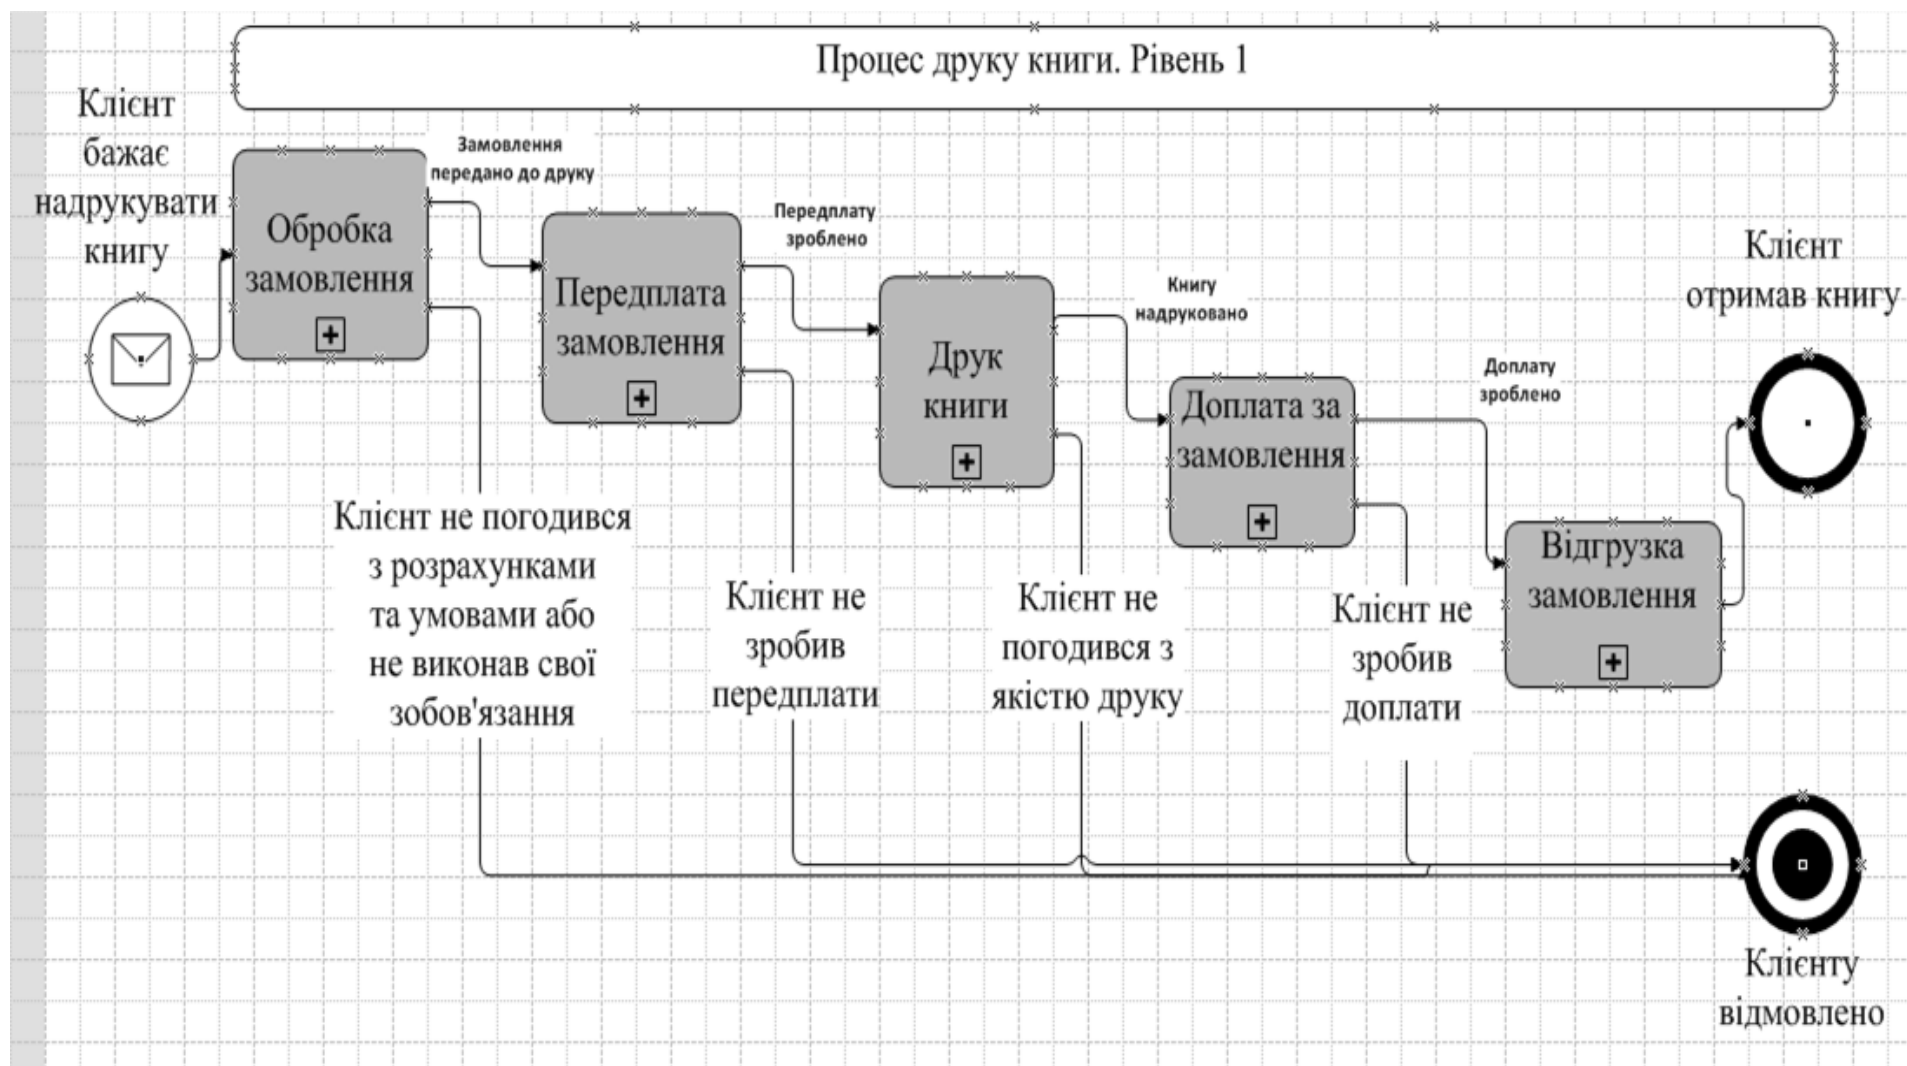 Процес друку книги. Рівень 1
Клієнт
бажає
надрукувати
книгу
Обробка
замовлення
Замовлення
передано до друку
Передплата
замовлення
Передплату
зроблено
Друк
книги
Книгу
надруковано
Доплата за
замовлення
Доплату
зроблено
Відгрузка
замовлення
Клієнт
отримав книгу
Клієнт не погодився
з розрахунками
та умовами або
не виконав свої
зобов'язання
Клієнт не
зробив
передплати
Клієнт не
погодився з
якістю друку
Клієнт не
зробив
доплати
Клієнту
відмовлено